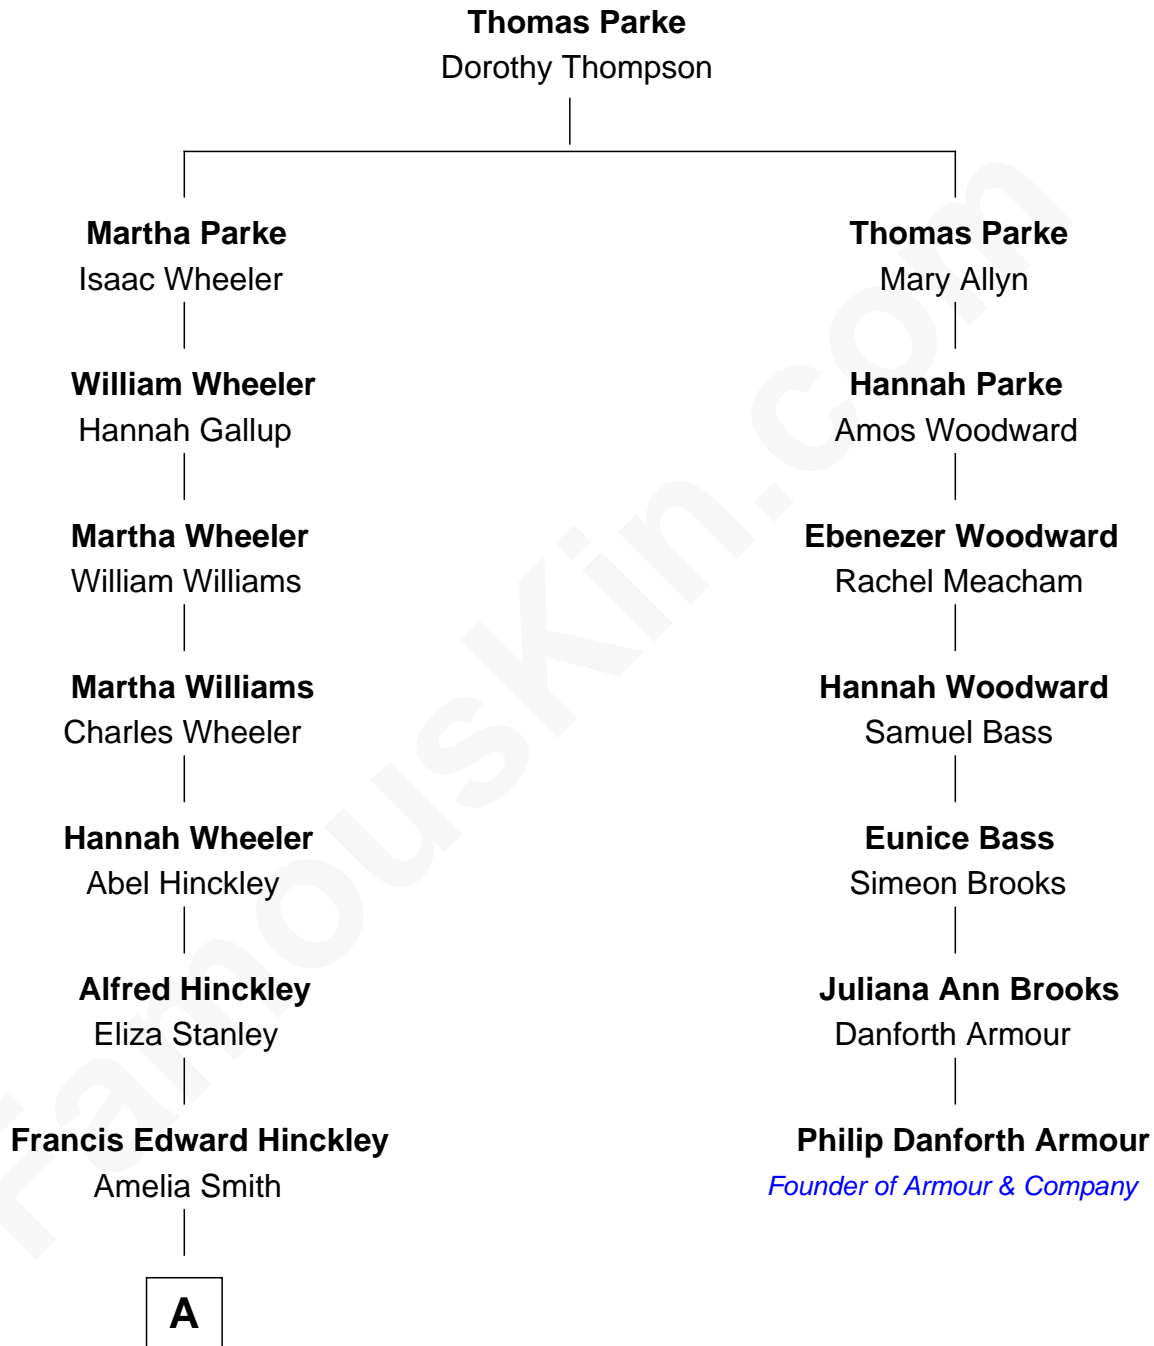 Thomas Parke
Dorothy Thompson
Martha Parke
Isaac Wheeler
Thomas Parke
Mary Allyn
William Wheeler
Hannah Gallup
Hannah Parke
Amos Woodward
Martha Wheeler
William Williams
Ebenezer Woodward
Rachel Meacham
Martha Williams
Charles Wheeler
Hannah Woodward
Samuel Bass
Hannah Wheeler
Abel Hinckley
Eunice Bass
Simeon Brooks
Alfred Hinckley
Eliza Stanley
Juliana Ann Brooks
Danforth Armour
Francis Edward Hinckley
Amelia Smith
Philip Danforth Armour
Founder of Armour & Company
A
FamousKin.com